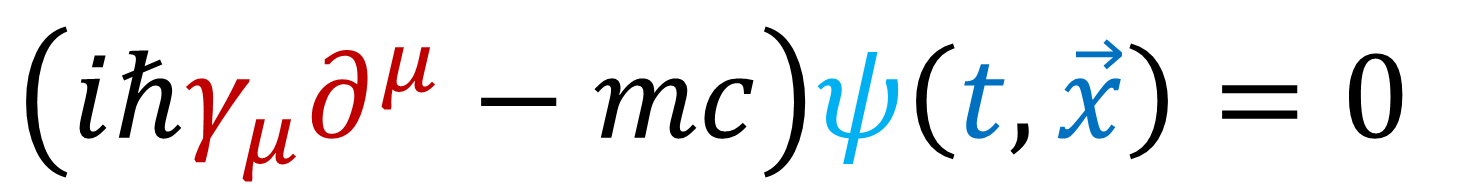 (iħγ_μ ∂^μ − mc)ψ(t, x⃗) = 0